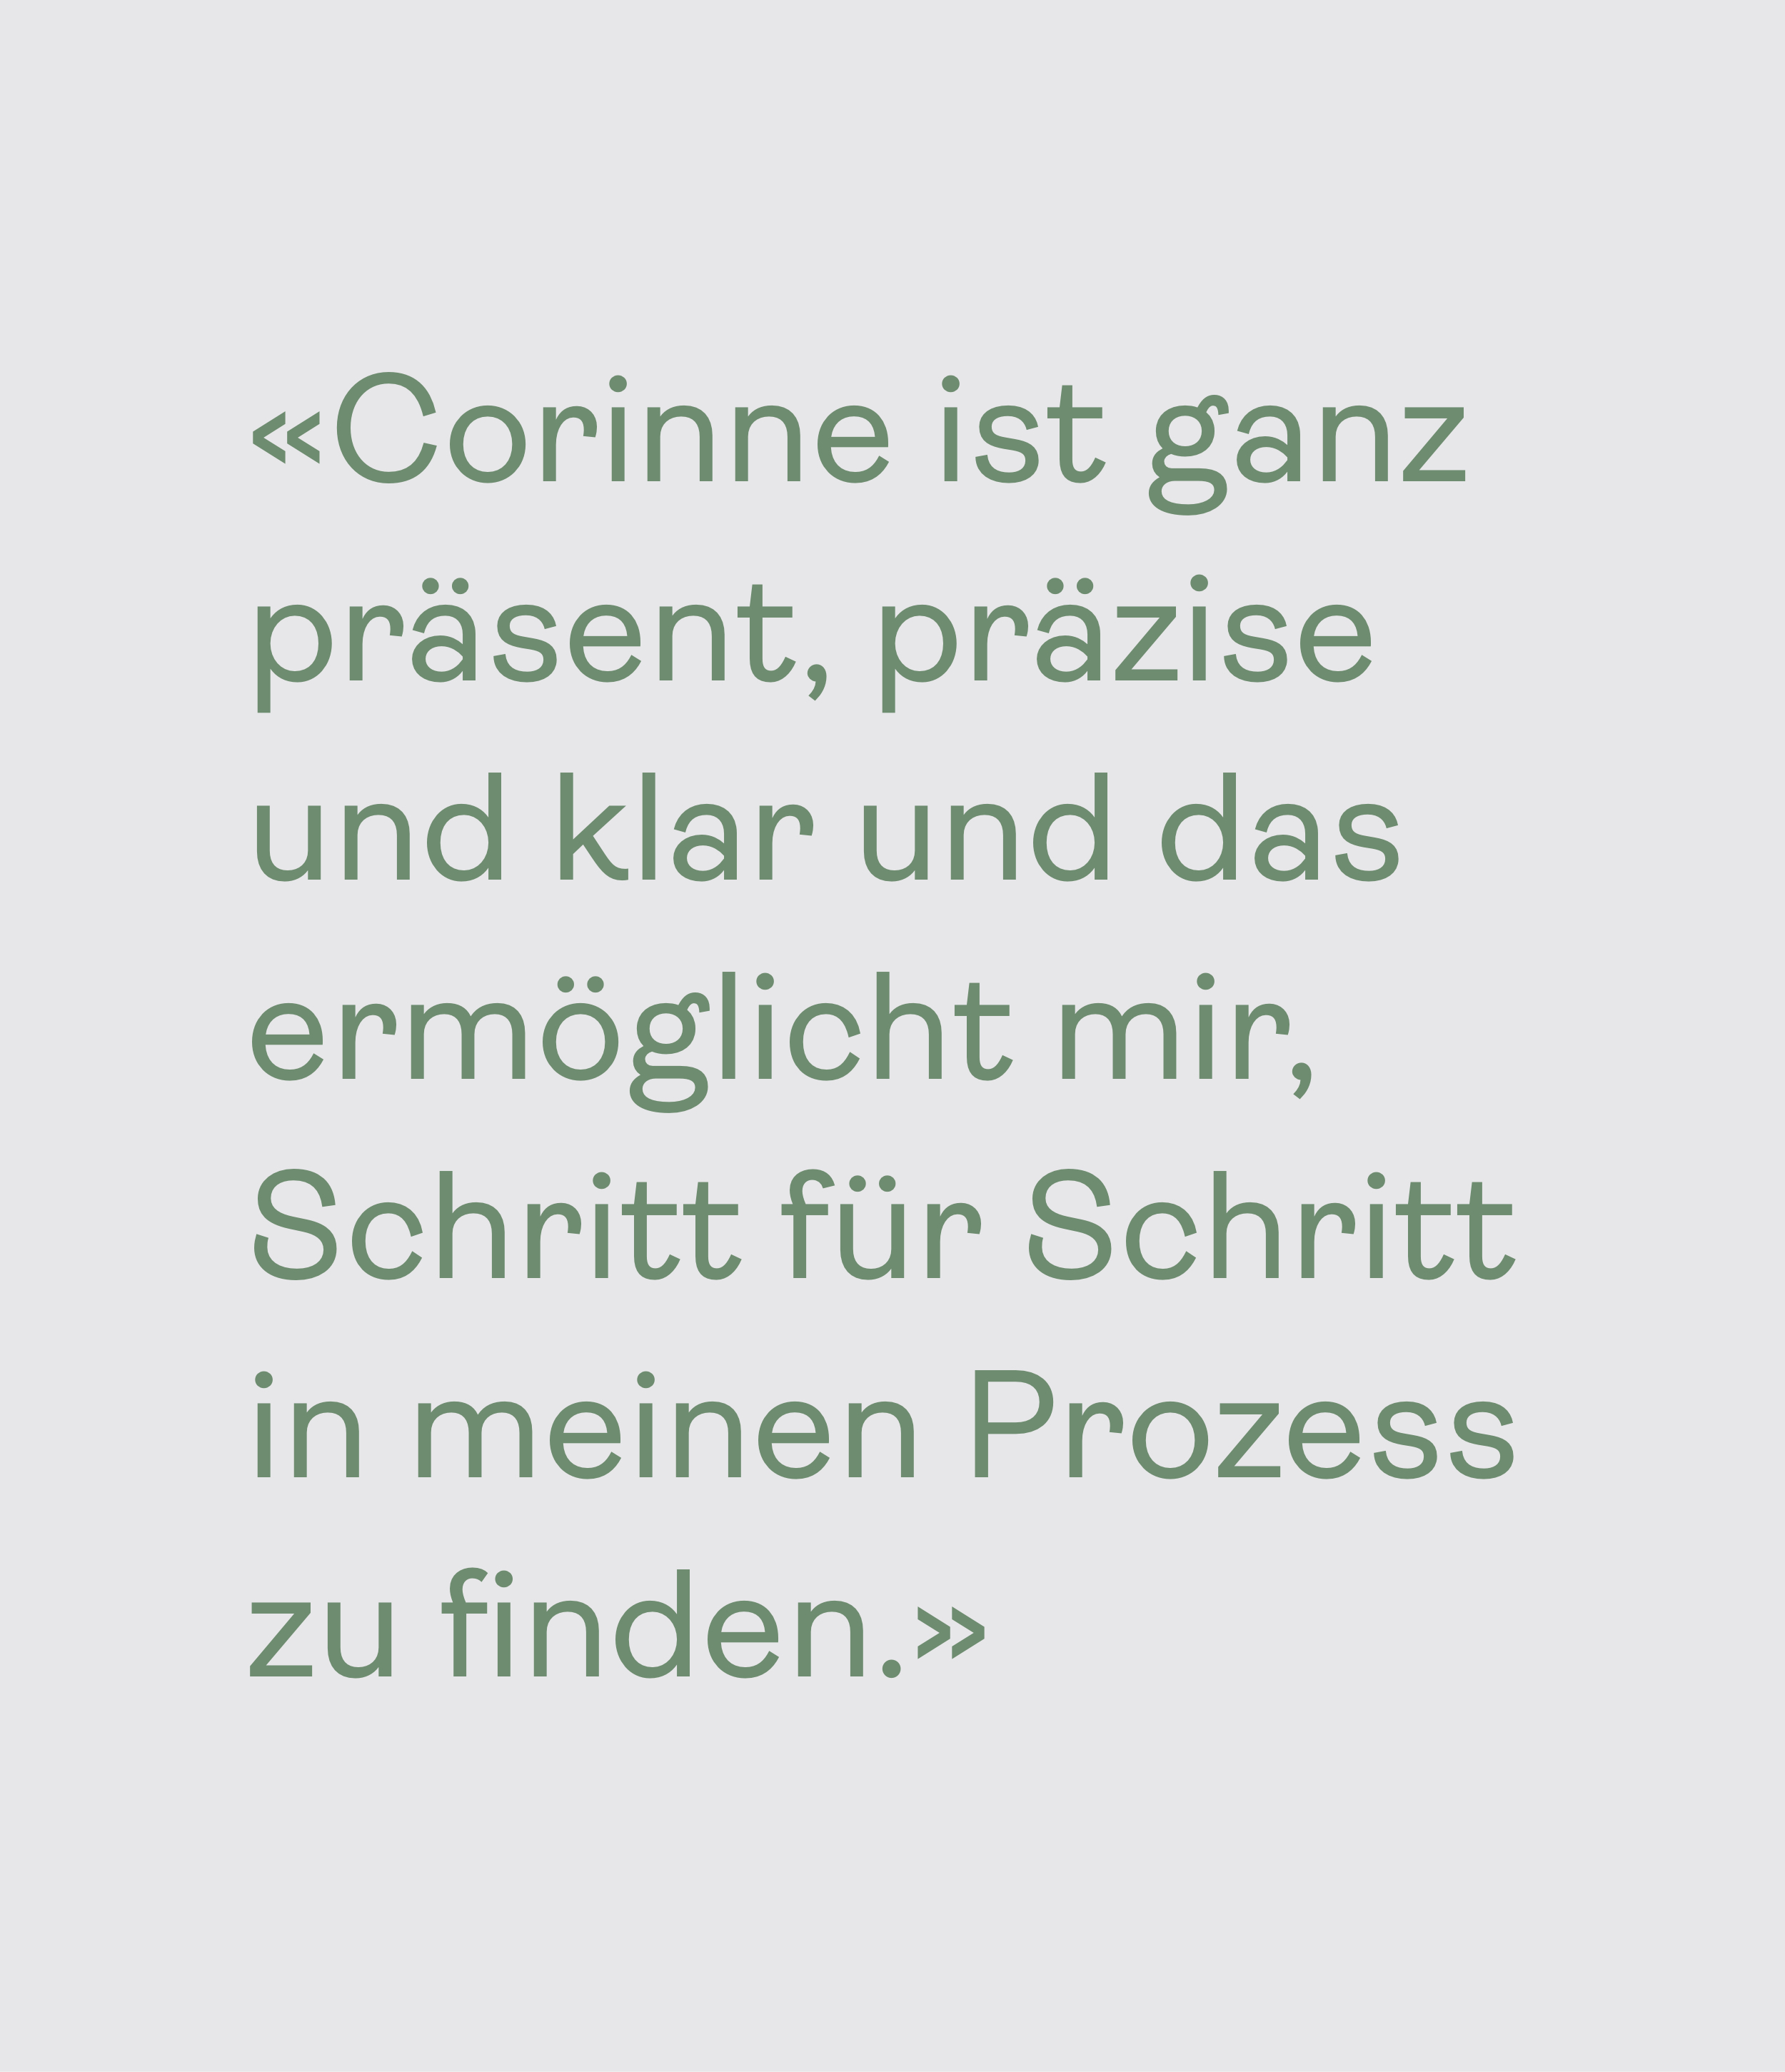 «Corinne ist ganz
präsent, präzise
und klar und das
ermöglicht mir,
Schritt für Schritt
in meinen Prozess
zu finden.»